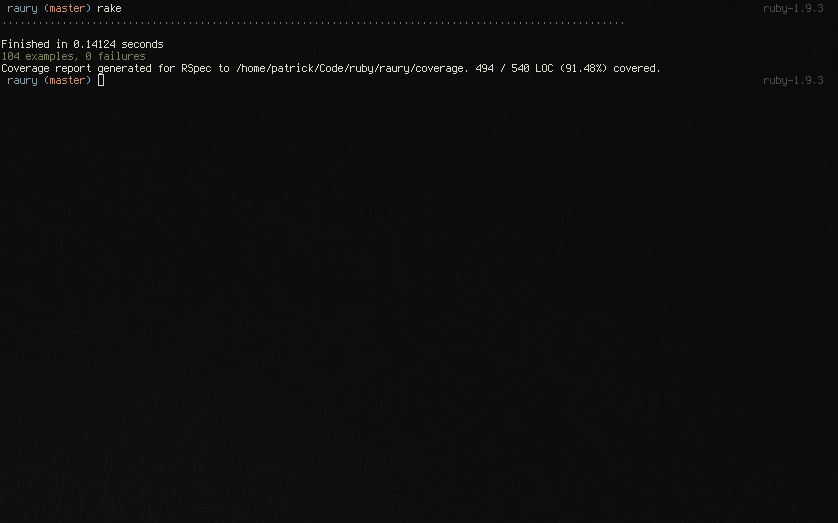 raury (master) rake ruby-1.9.3
........................................................................................................
Finished in 0.14124 seconds
104 examples, 0 failures
Coverage report generated for RSpec to /home/patrick/Code/ruby/raury/coverage. 494 / 540 LOC (91.48%) covered.
raury (master) ruby-1.9.3